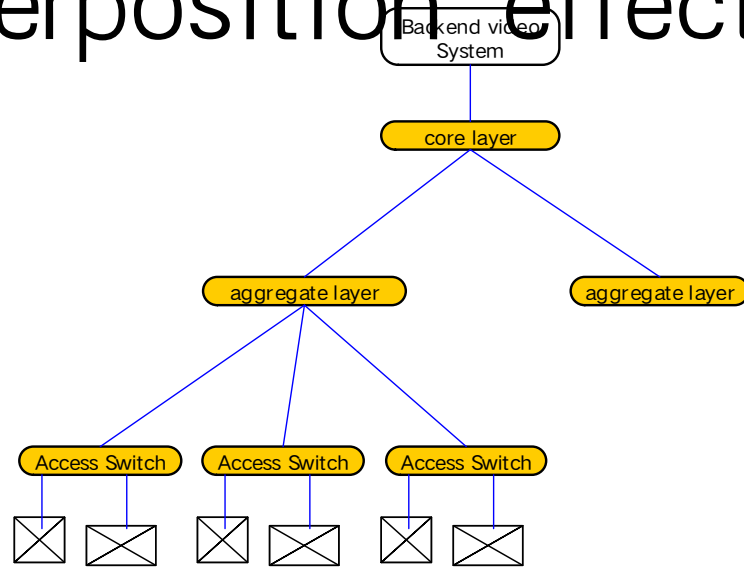 erposition effect
Backend video
System
core layer
aggregate layer
aggregate layer
Access Switch
Access Switch
Access Switch